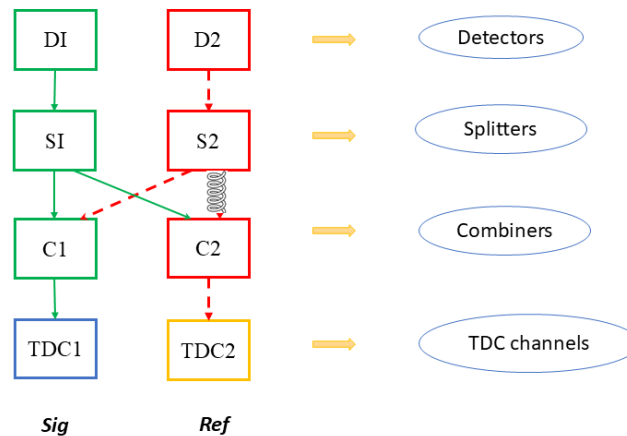 DI D2 Detectors
SI S2 Splitters
C1 C2 Combiners
TDC1 TDC2 TDC channels
Sig Ref